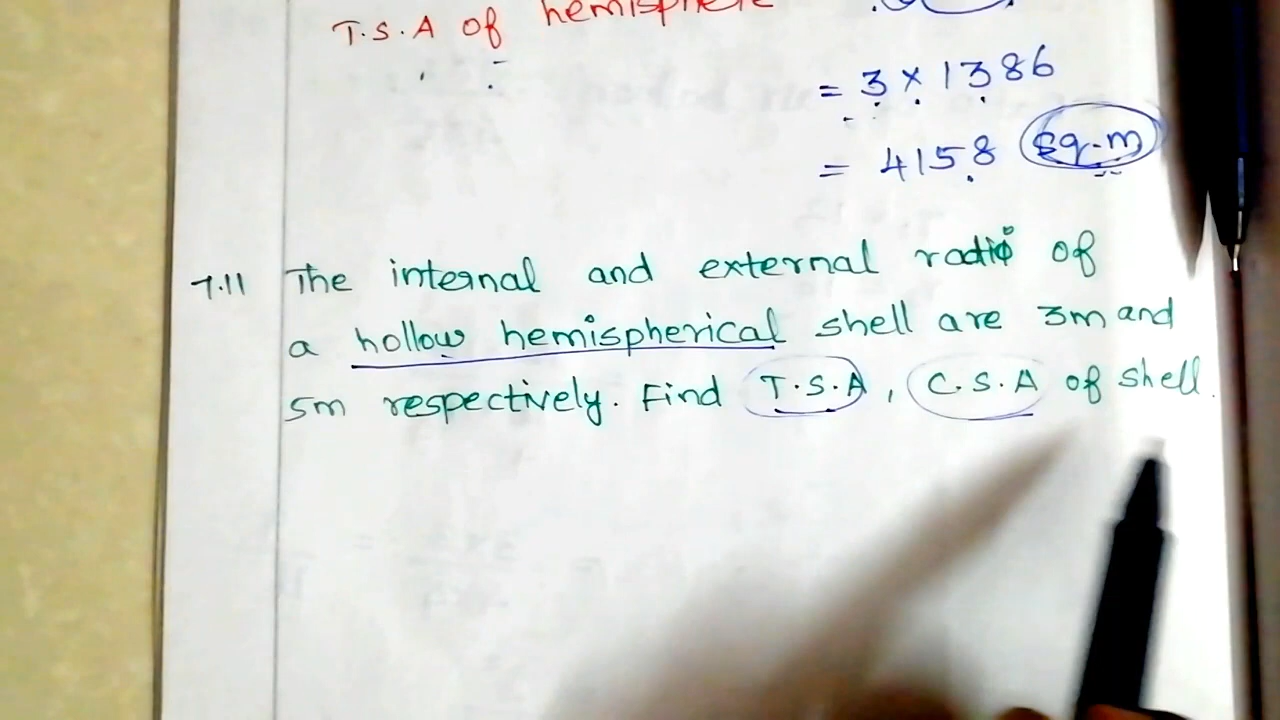 T.S.A of hemisphere
= 3 × 1386
= 4158 sq.m
7.11 The internal and external radii of
a hollow hemispherical shell are 3m and
5m respectively. Find T.S.A, C.S.A of shell.